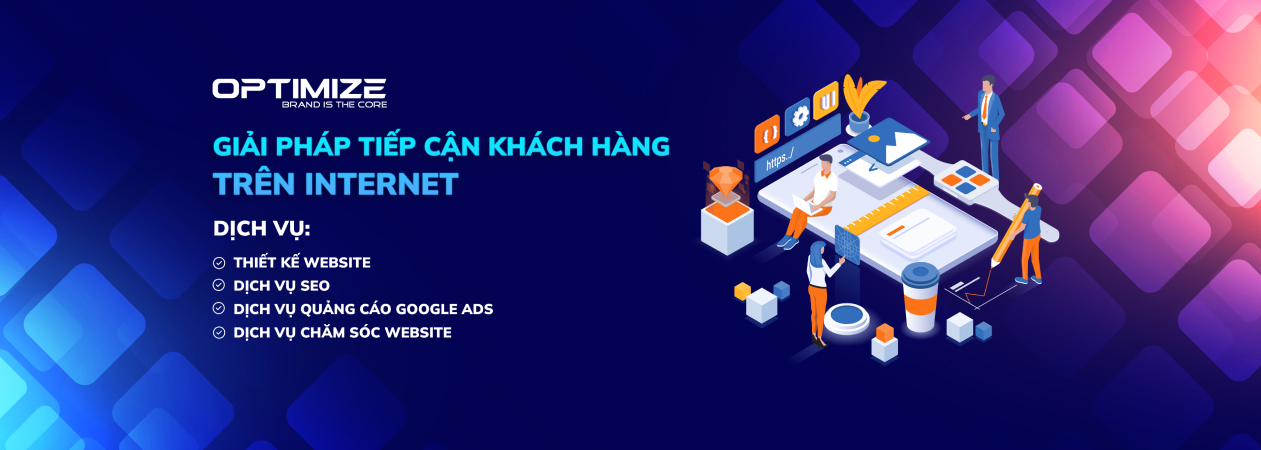 OPTIMIZE
BRAND IS THE CORE
GIẢI PHÁP TIẾP CẬN KHÁCH HÀNG
TRÊN INTERNET
DỊCH VỤ:
THIẾT KẾ WEBSITE
DỊCH VỤ SEO
DỊCH VỤ QUẢNG CÁO GOOGLE ADS
DỊCH VỤ CHĂM SÓC WEBSITE
{ }
UI
https../